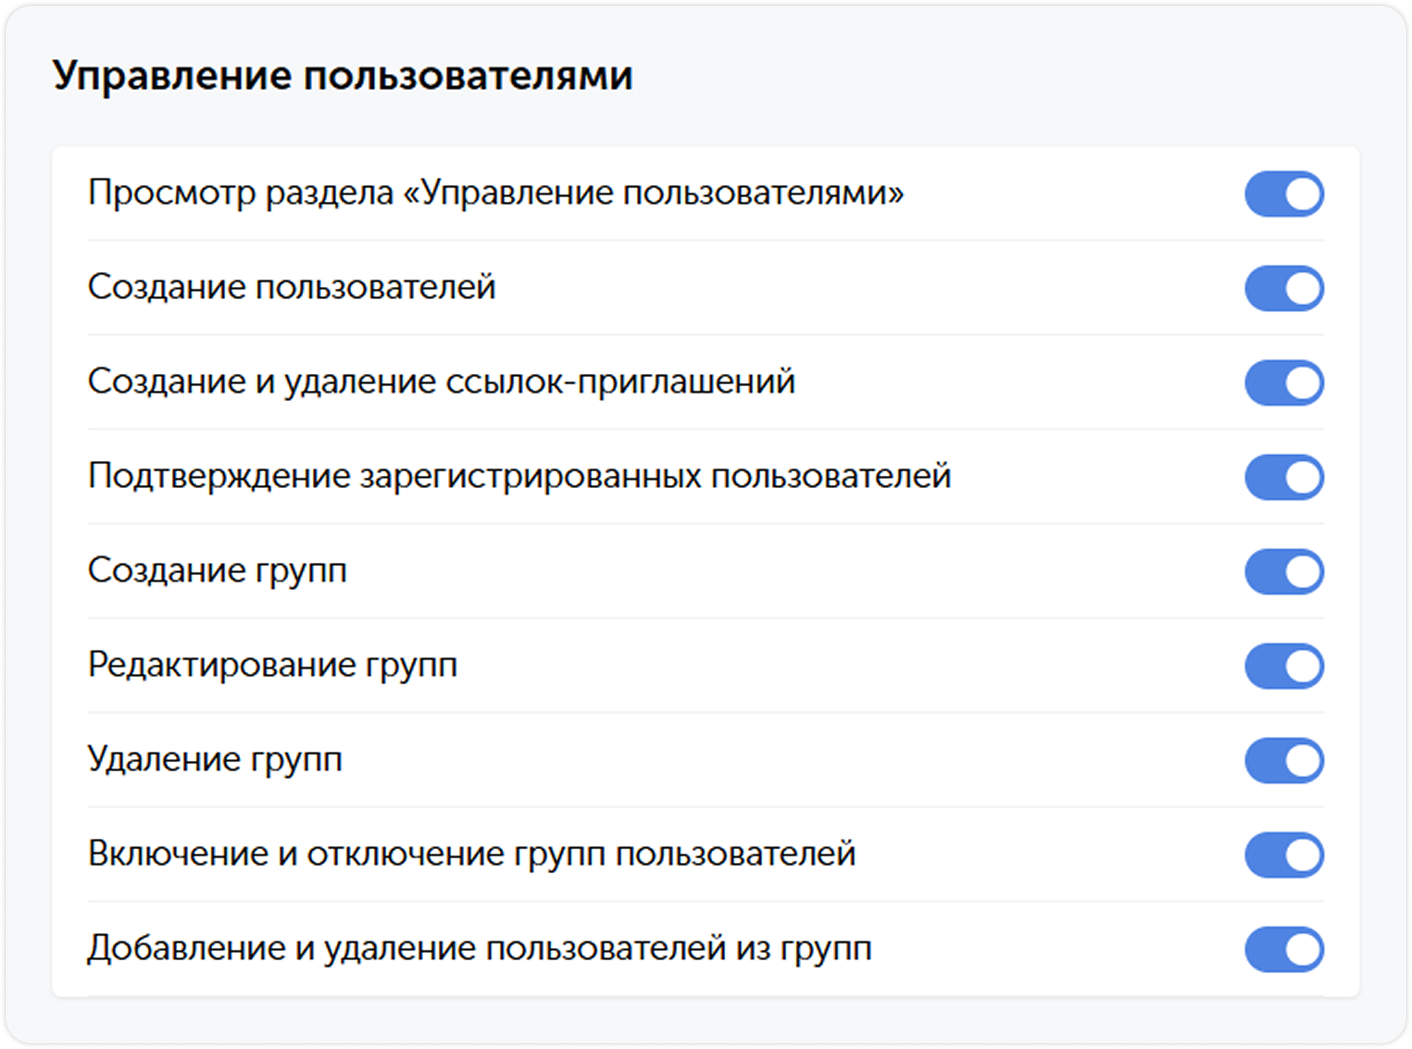 Управление пользователями
Просмотр раздела «Управление пользователями»
Создание пользователей
Создание и удаление ссылок-приглашений
Подтверждение зарегистрированных пользователей
Создание групп
Редактирование групп
Удаление групп
Включение и отключение групп пользователей
Добавление и удаление пользователей из групп